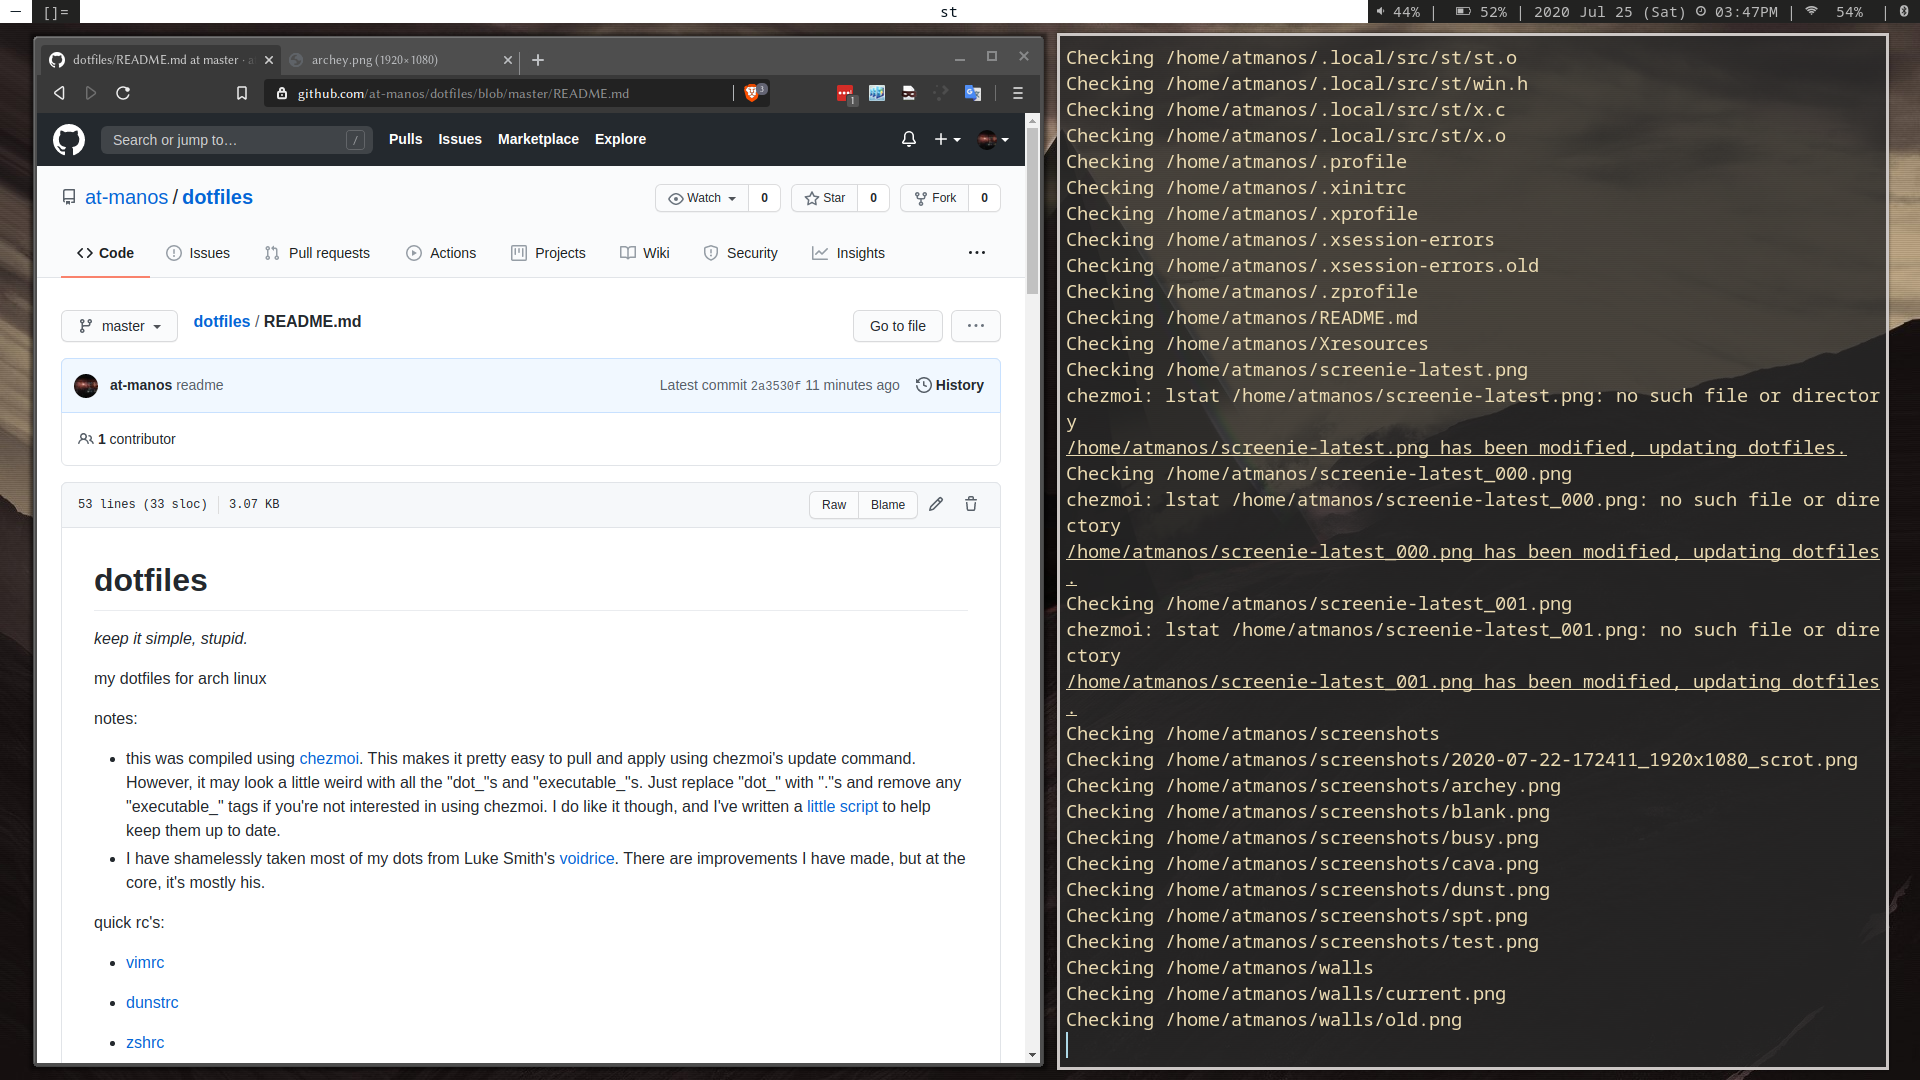 []=
st
44% |
52% | 2020 Jul 25 (Sat)
03:47PM |
54% |
dotfiles/README.md at master · a
archey.png (1920×1080)
github.com/at-manos/dotfiles/blob/master/README.md
3
1
Search or jump to…
/
Pulls
Issues
Marketplace
Explore
at-manos / dotfiles
Watch 0
Star 0
Fork 0
Code
Issues
Pull requests
Actions
Projects
Wiki
Security
Insights
master
dotfiles / README.md
Go to file
at-manos readme
Latest commit 2a3530f 11 minutes ago
History
1 contributor
53 lines (33 sloc) 3.07 KB
Raw
Blame
dotfiles
keep it simple, stupid.
my dotfiles for arch linux
notes:
• this was compiled using chezmoi. This makes it pretty easy to pull and apply using chezmoi's update command.
However, it may look a little weird with all the "dot_"s and "executable_"s. Just replace "dot_" with "."s and remove any
"executable_" tags if you're not interested in using chezmoi. I do like it though, and I've written a little script to help
keep them up to date.
• I have shamelessly taken most of my dots from Luke Smith's voidrice. There are improvements I have made, but at the
core, it's mostly his.
quick rc's:
• vimrc
• dunstrc
• zshrc
Checking /home/atmanos/.local/src/st/st.o
Checking /home/atmanos/.local/src/st/win.h
Checking /home/atmanos/.local/src/st/x.c
Checking /home/atmanos/.local/src/st/x.o
Checking /home/atmanos/.profile
Checking /home/atmanos/.xinitrc
Checking /home/atmanos/.xprofile
Checking /home/atmanos/.xsession-errors
Checking /home/atmanos/.xsession-errors.old
Checking /home/atmanos/.zprofile
Checking /home/atmanos/README.md
Checking /home/atmanos/Xresources
Checking /home/atmanos/screenie-latest.png
chezmoi: lstat /home/atmanos/screenie-latest.png: no such file or director
y
/home/atmanos/screenie-latest.png has been modified, updating dotfiles.
Checking /home/atmanos/screenie-latest_000.png
chezmoi: lstat /home/atmanos/screenie-latest_000.png: no such file or dire
ctory
/home/atmanos/screenie-latest_000.png has been modified, updating dotfiles
.
Checking /home/atmanos/screenie-latest_001.png
chezmoi: lstat /home/atmanos/screenie-latest_001.png: no such file or dire
ctory
/home/atmanos/screenie-latest_001.png has been modified, updating dotfiles
.
Checking /home/atmanos/screenshots
Checking /home/atmanos/screenshots/2020-07-22-172411_1920x1080_scrot.png
Checking /home/atmanos/screenshots/archey.png
Checking /home/atmanos/screenshots/blank.png
Checking /home/atmanos/screenshots/busy.png
Checking /home/atmanos/screenshots/cava.png
Checking /home/atmanos/screenshots/dunst.png
Checking /home/atmanos/screenshots/spt.png
Checking /home/atmanos/screenshots/test.png
Checking /home/atmanos/walls
Checking /home/atmanos/walls/current.png
Checking /home/atmanos/walls/old.png